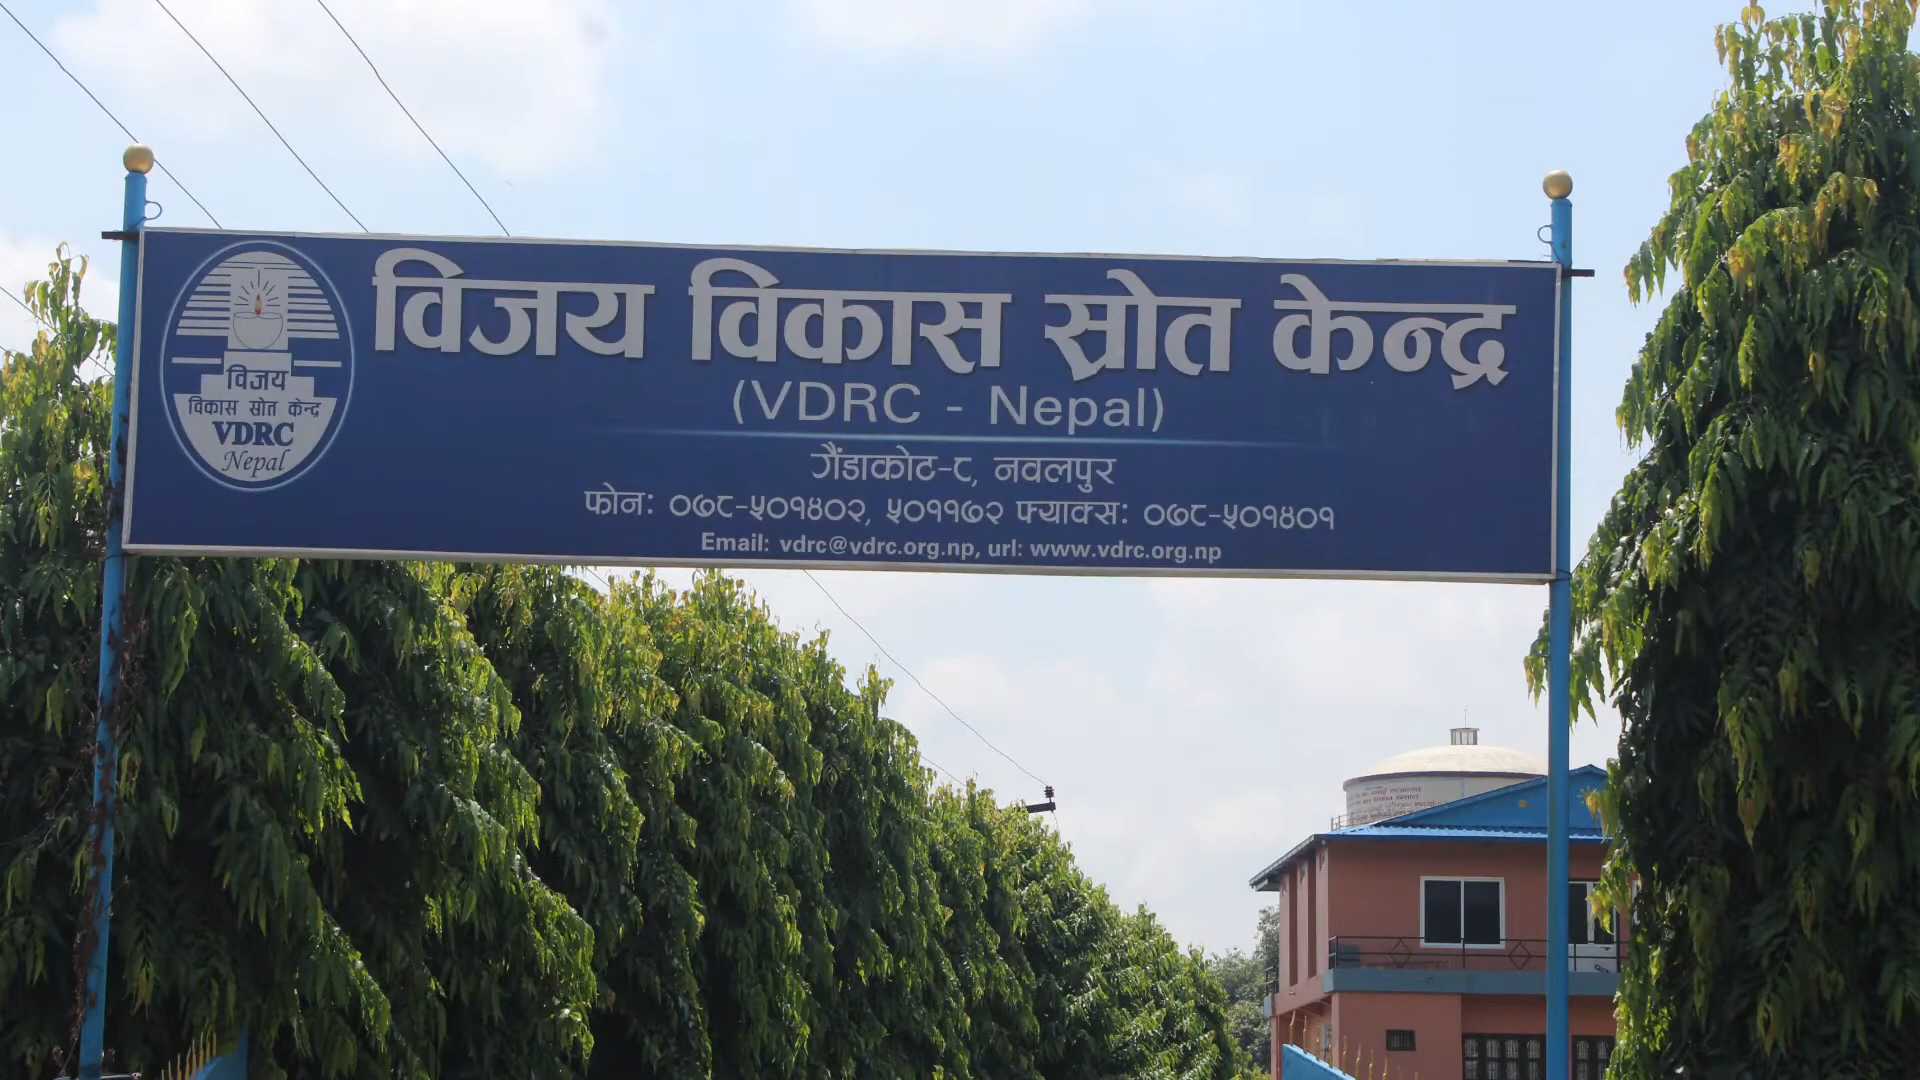 विजय विकास स्रोत केन्द्र
(VDRC - Nepal)
गैंडाकोट-८, नवलपुर
फोन: ०७८-५०१४०२, ५०११७२ फ्याक्स: ०७८-५०१४०१
Email: vdrc@vdrc.org.np, url: www.vdrc.org.np
विजय
विकास स्रोत केन्द्र
VDRC
Nepal